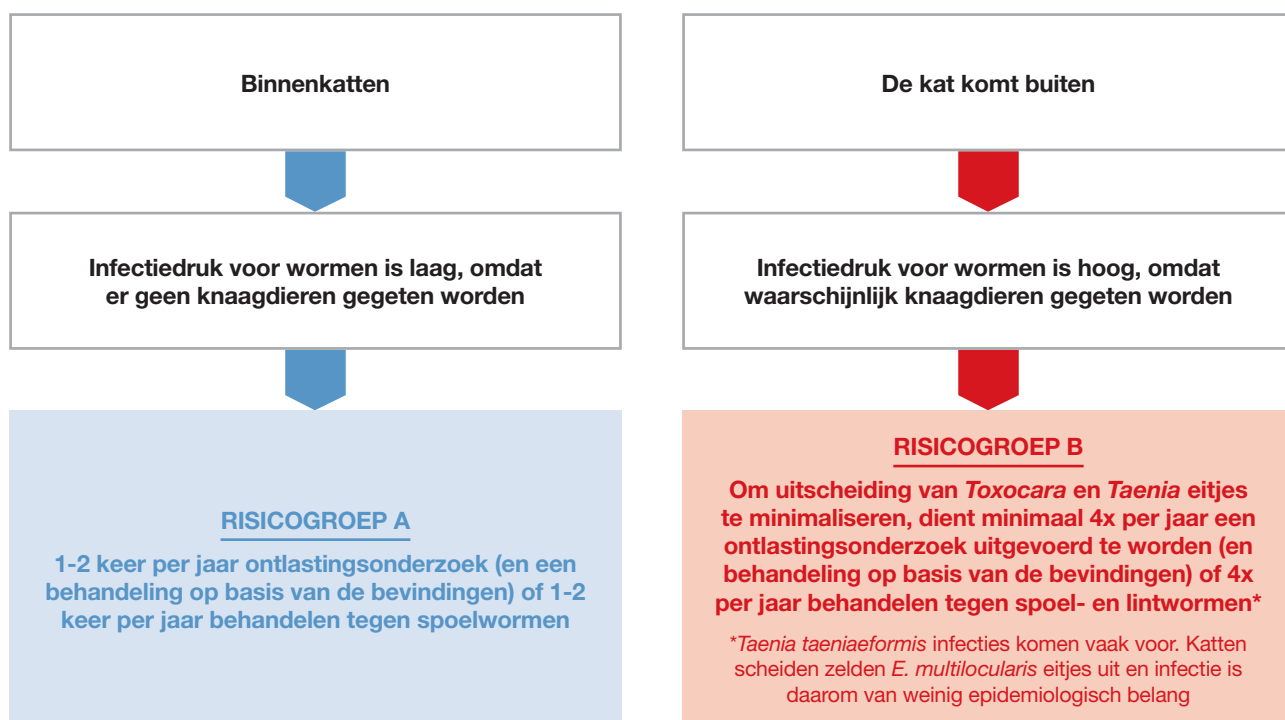 Binnenkatten
Infectiedruk voor wormen is laag, omdat
er geen knaagdieren gegeten worden
RISICOGROEP A
1-2 keer per jaar ontlastingsonderzoek (en een
behandeling op basis van de bevindingen) of 1-2
keer per jaar behandelen tegen spoelwormen
De kat komt buiten
Infectiedruk voor wormen is hoog, omdat
waarschijnlijk knaagdieren gegeten worden
RISICOGROEP B
Om uitscheiding van Toxocara en Taenia eitjes
te minimaliseren, dient minimaal 4x per jaar een
ontlastingsonderzoek uitgevoerd te worden (en
behandeling op basis van de bevindingen) of 4x
per jaar behandelen tegen spoel- en lintwormen*
*Taenia taeniaeformis infecties komen vaak voor. Katten
scheiden zelden E. multilocularis eitjes uit en infectie is
daarom van weinig epidemiologisch belang